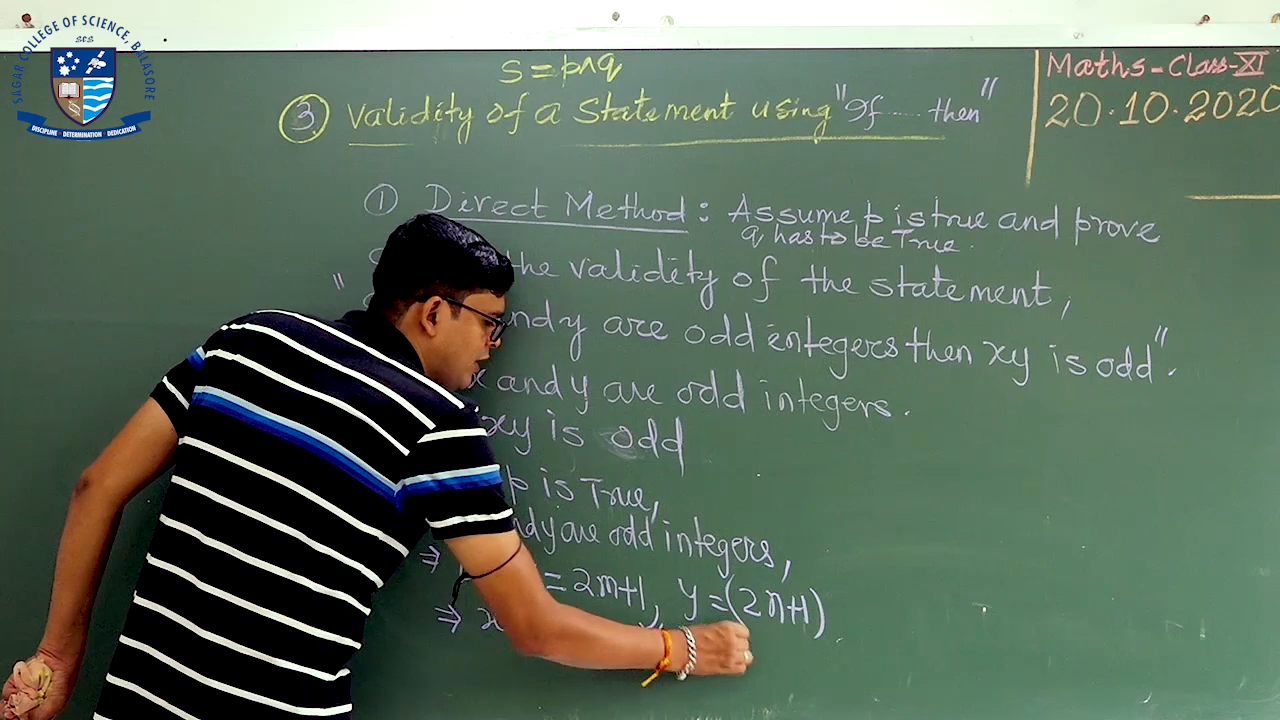 SAGAR COLLEGE OF SCIENCE, BALASORE
SCS
DISCIPLINE DETERMINATION DEDICATION
Maths - Class - XI
20.10.2020
S = p∧q
③ Validity of a Statement using "If ..... then"
① Direct Method : Assume p is true and prove
q has to be True.
the validity of the statement,
"
and y are odd integers then xy is odd".
x and y are odd integers.
xy is odd
p is True,
and y are odd integers,
⇒ = 2m+1, y = (2n+1)
⇒ x